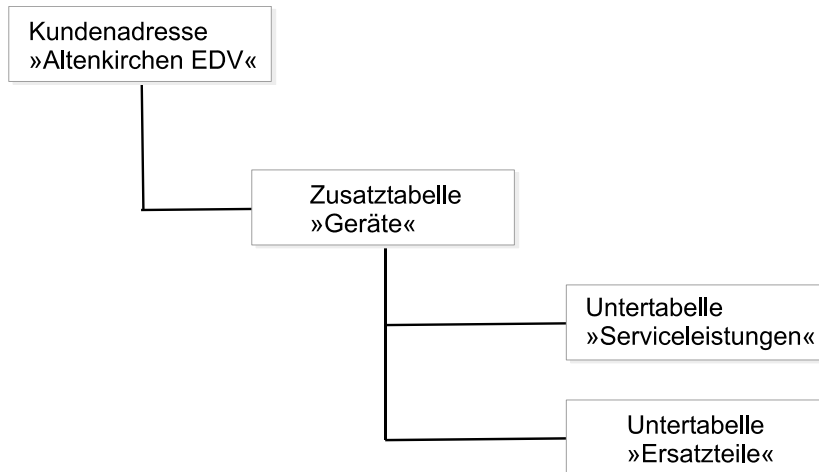 Kundenadresse
»Altenkirchen EDV«
Zusatztabelle
»Geräte«
Untertabelle
»Serviceleistungen«
Untertabelle
»Ersatzteile«